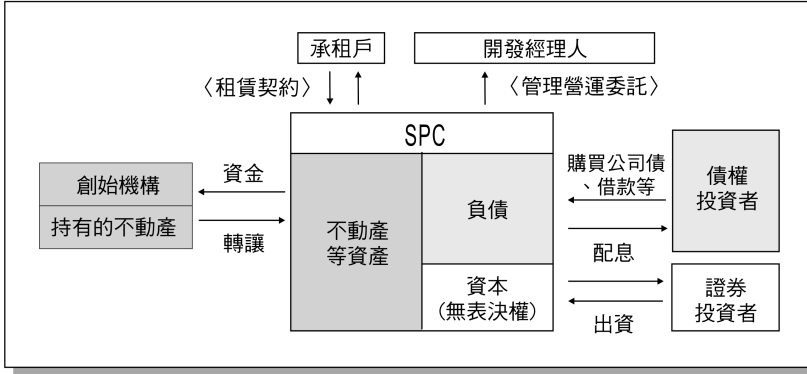 承租戶
開發經理人
〈租賃契約〉
〈管理營運委託〉
SPC
創始機構
持有的不動產
資金
轉讓
不動產
等資產
負債
資本
(無表決權)
購買公司債
、借款等
配息
出資
債權
投資者
證券
投資者